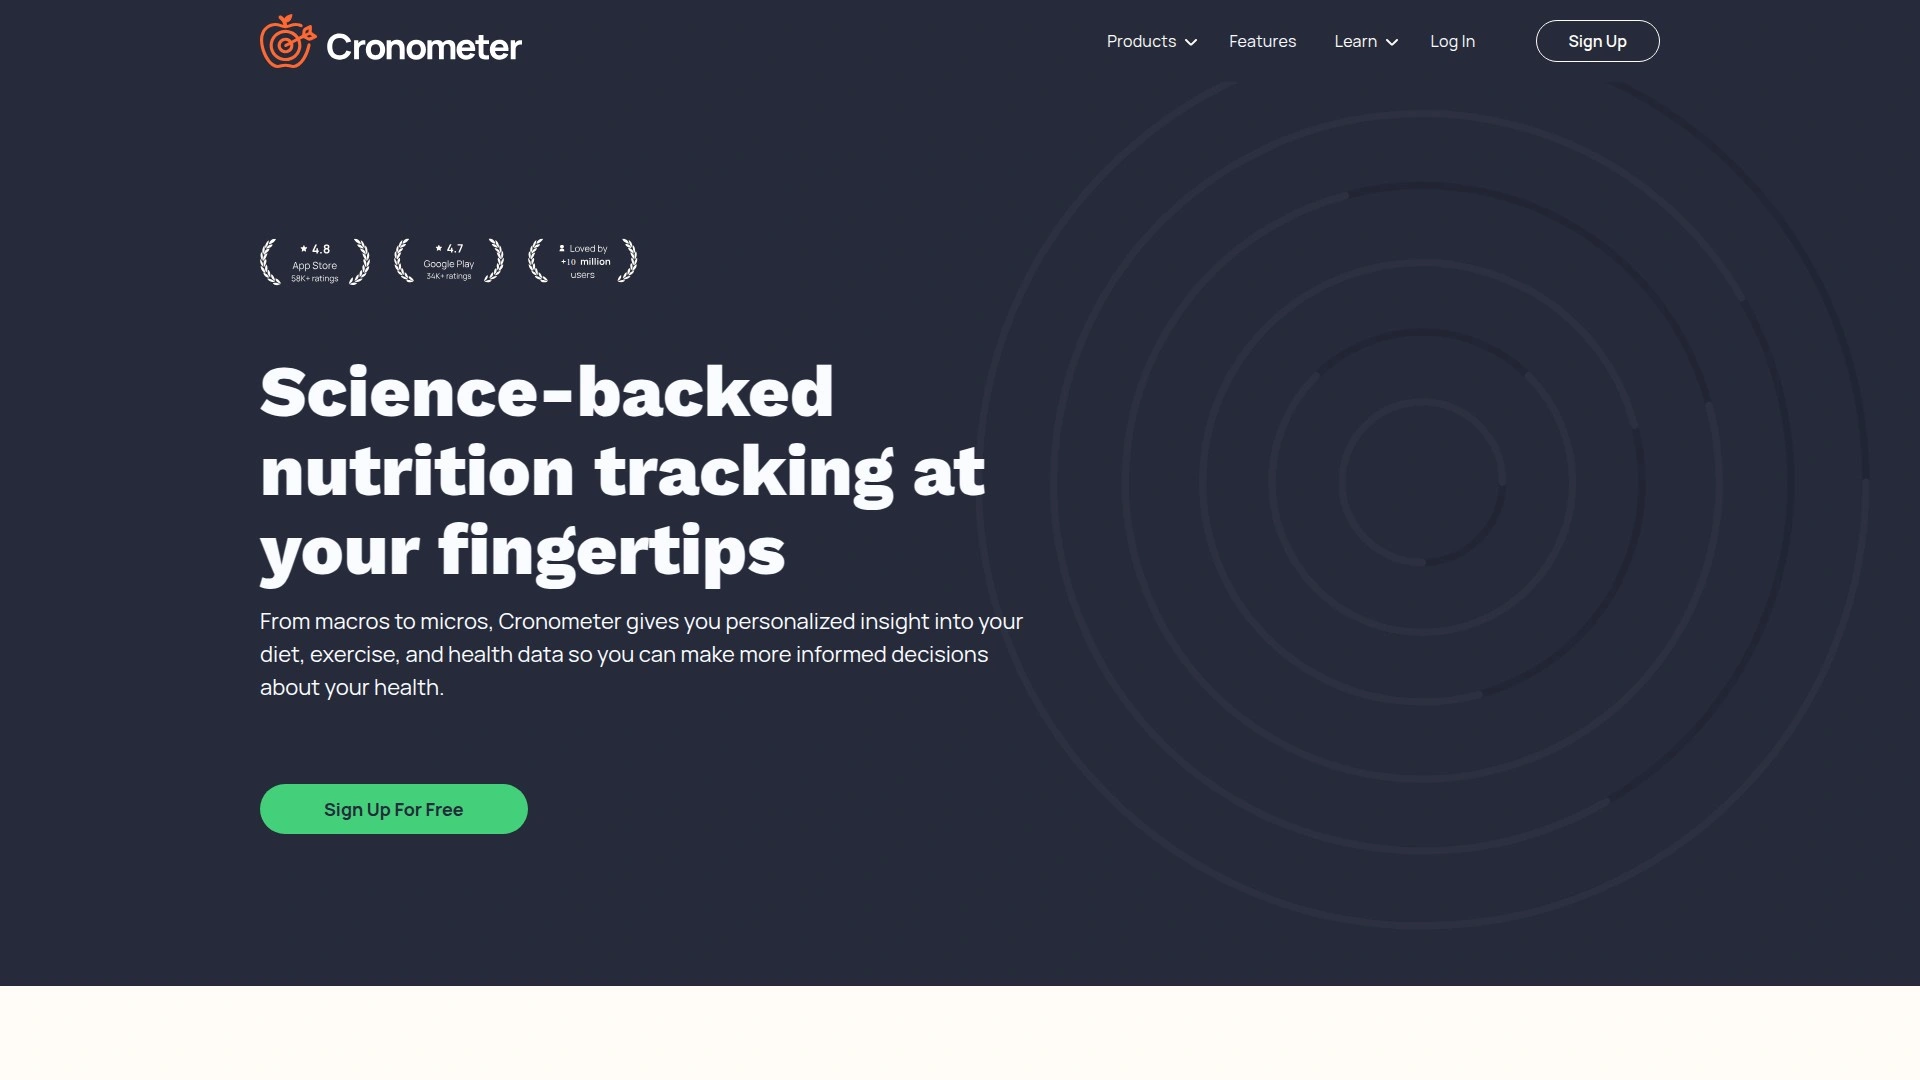 Cronometer
Products
Features
Learn
Log In
Sign Up
4.8
App Store
58K+ ratings
4.7
Google Play
34K+ ratings
Loved by
+10 million
users
Science-backed
nutrition tracking at
your fingertips
From macros to micros, Cronometer gives you personalized insight into your
diet, exercise, and health data so you can make more informed decisions
about your health.
Sign Up For Free